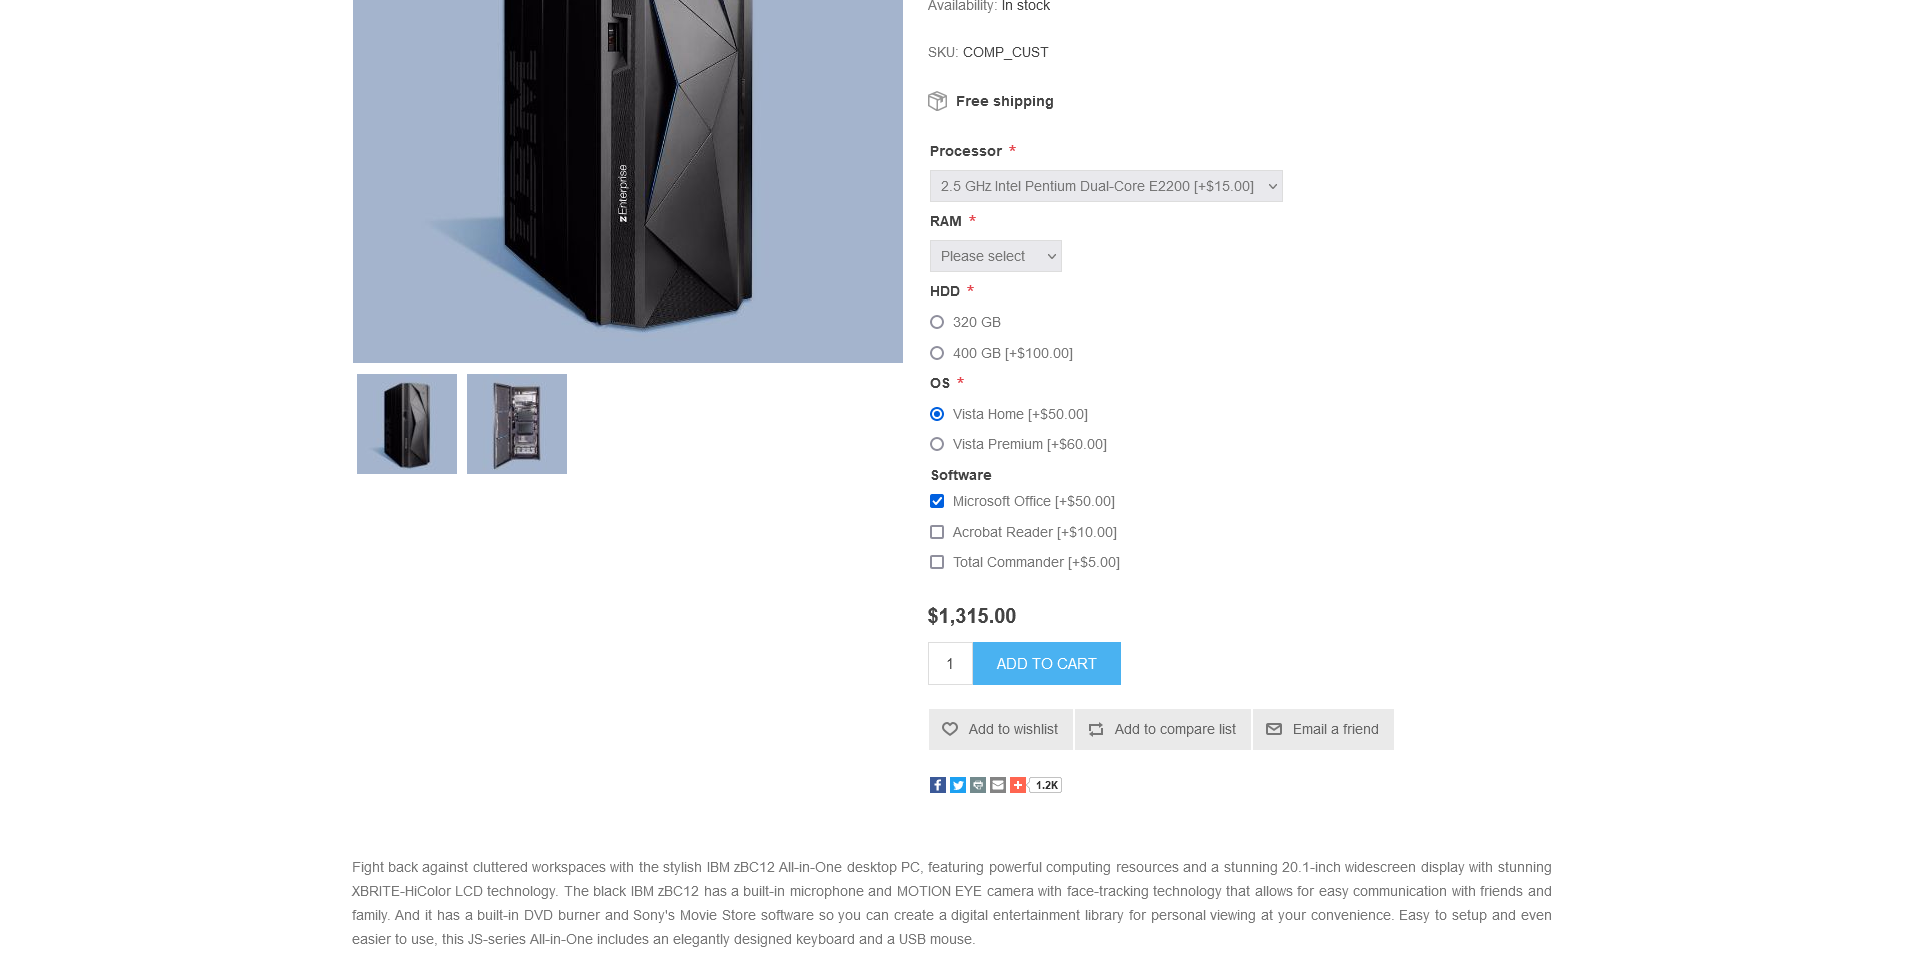 Availability: In stock
SKU: COMP_CUST
Free shipping
Processor *
2.5 GHz Intel Pentium Dual-Core E2200 [+$15.00]
RAM *
Please select
HDD *
320 GB
400 GB [+$100.00]
OS *
Vista Home [+$50.00]
Vista Premium [+$60.00]
Software
Microsoft Office [+$50.00]
Acrobat Reader [+$10.00]
Total Commander [+$5.00]
$1,315.00
1 ADD TO CART
Add to wishlist Add to compare list Email a friend
1.2K
IBM
zEnterprise
Fight back against cluttered workspaces with the stylish IBM zBC12 All-in-One desktop PC, featuring powerful computing resources and a stunning 20.1-inch widescreen display with stunning
XBRITE-HiColor LCD technology. The black IBM zBC12 has a built-in microphone and MOTION EYE camera with face-tracking technology that allows for easy communication with friends and
family. And it has a built-in DVD burner and Sony's Movie Store software so you can create a digital entertainment library for personal viewing at your convenience. Easy to setup and even
easier to use, this JS-series All-in-One includes an elegantly designed keyboard and a USB mouse.